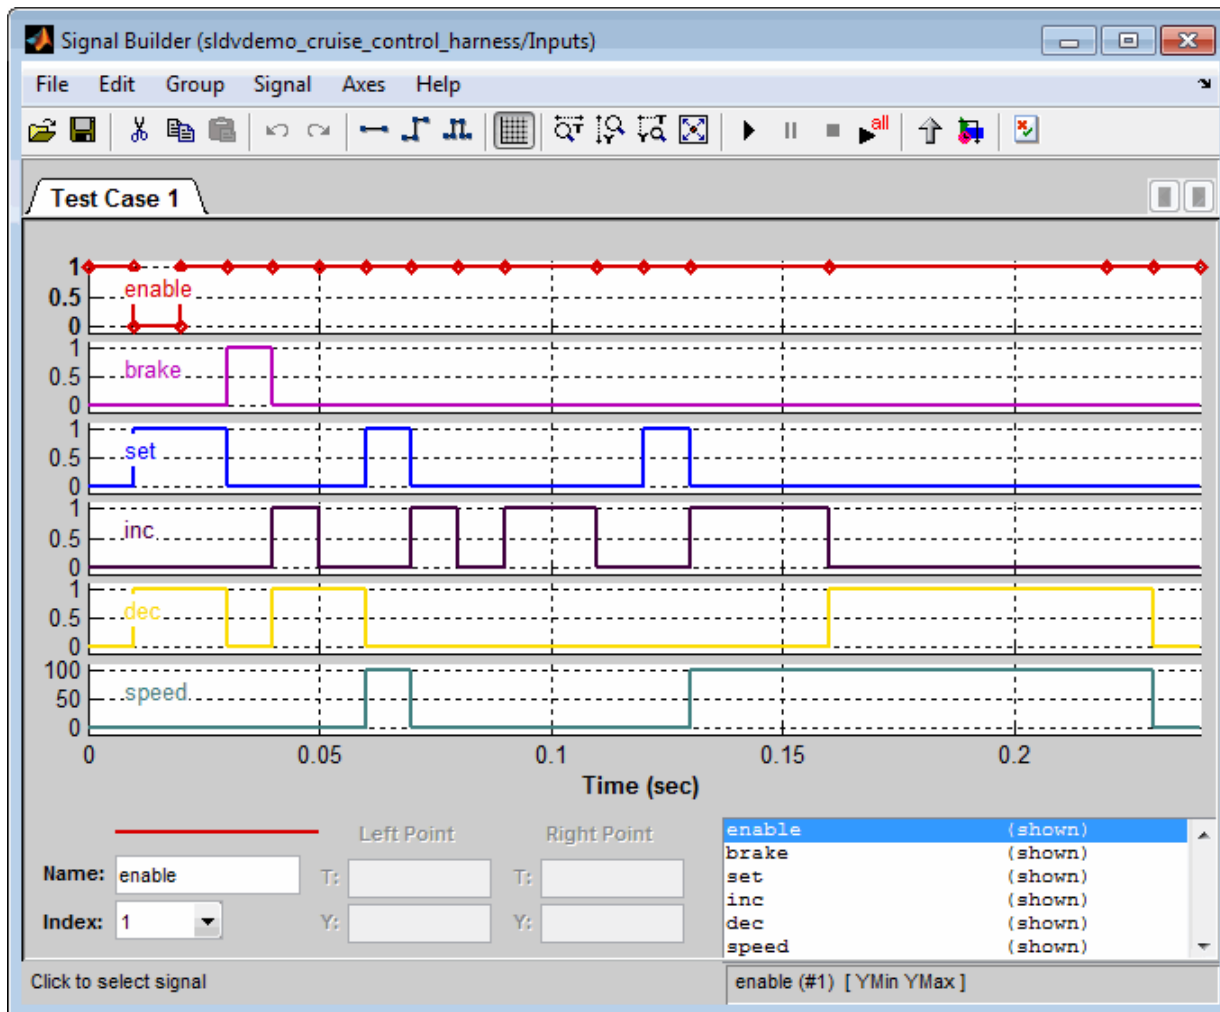 Signal Builder (sldvdemo_cruise_control_harness/Inputs)
File Edit Group Signal Axes Help
all
Test Case 1
1
enable
0.5
0
1
brake
0.5
0
1
set
0.5
0
1
inc
0.5
0
1
dec
0.5
0
100
speed
50
0
0 0.05 0.1 0.15 0.2
Time (sec)
Left Point Right Point
Name: enable T: T:
Index: 1 Y: Y:
enable (shown)
brake (shown)
set (shown)
inc (shown)
dec (shown)
speed (shown)
Click to select signal enable (#1) [ YMin YMax ]